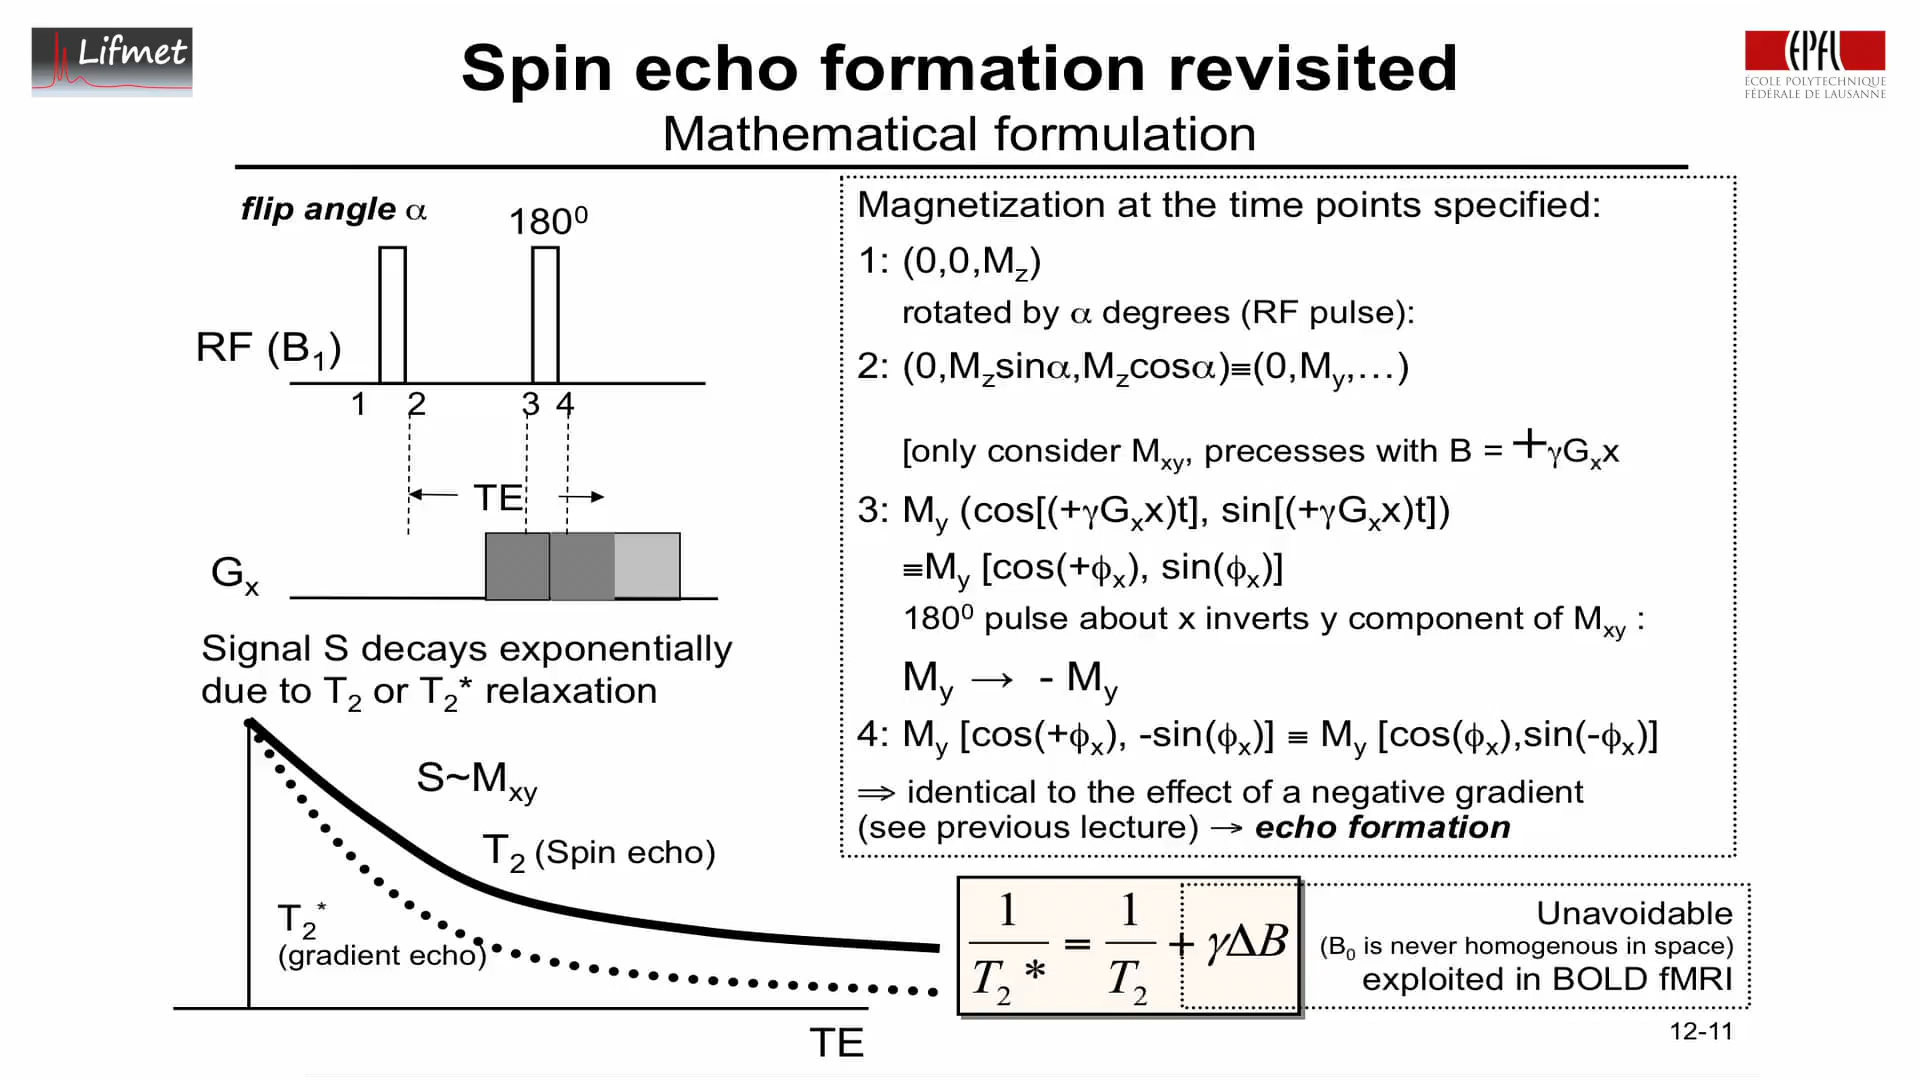 Lifmet
Spin echo formation revisited
Mathematical formulation
EPFL
ÉCOLE POLYTECHNIQUE
FÉDÉRALE DE LAUSANNE
flip angle α
180⁰
RF (B₁)
1 2 3 4
TE
Gₓ
Signal S decays exponentially
due to T₂ or T₂* relaxation
S~Mxy
T₂ (Spin echo)
T₂*
(gradient echo)
TE
Magnetization at the time points specified:
1: (0,0,Mz)
rotated by α degrees (RF pulse):
2: (0,Mzsinα,Mzcosα)≡(0,My,…)
[only consider Mxy, precesses with B = +γGₓx
3: My (cos[(+γGₓx)t], sin[(+γGₓx)t])
≡My [cos(+ϕₓ), sin(ϕₓ)]
180⁰ pulse about x inverts y component of Mxy :
My → - My
4: My [cos(+ϕₓ), -sin(ϕₓ)] ≡ My [cos(ϕₓ),sin(-ϕₓ)]
⇒ identical to the effect of a negative gradient
(see previous lecture) → echo formation
1/T₂* = 1/T₂ + γΔB
Unavoidable
(B₀ is never homogenous in space)
exploited in BOLD fMRI
12-11